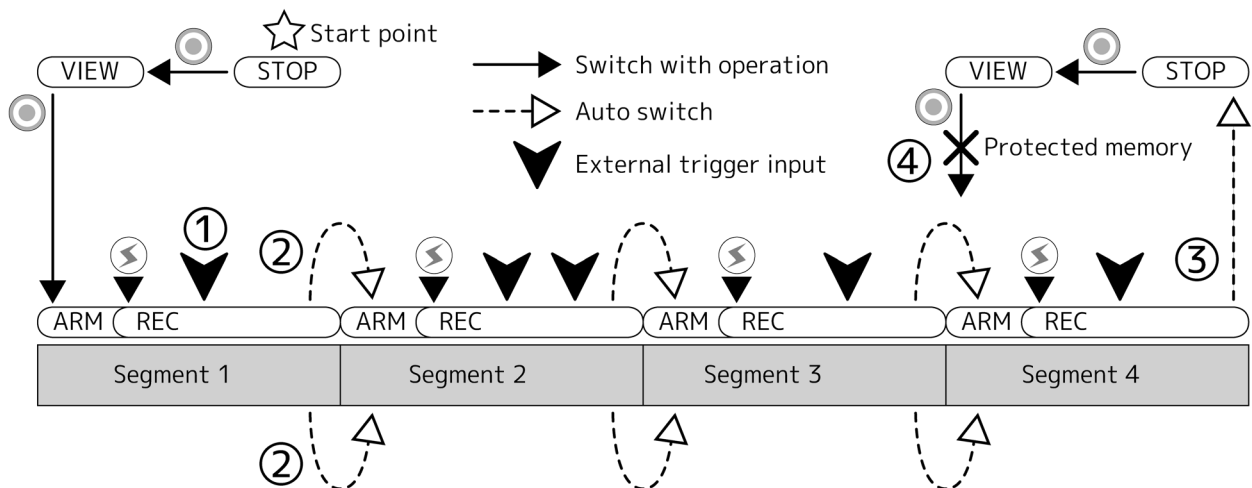 Start point
VIEW
STOP
Switch with operation
Auto switch
External trigger input
VIEW
STOP
④
Protected memory
①
②
③
ARM
REC
ARM
REC
ARM
REC
ARM
REC
Segment 1
Segment 2
Segment 3
Segment 4
②